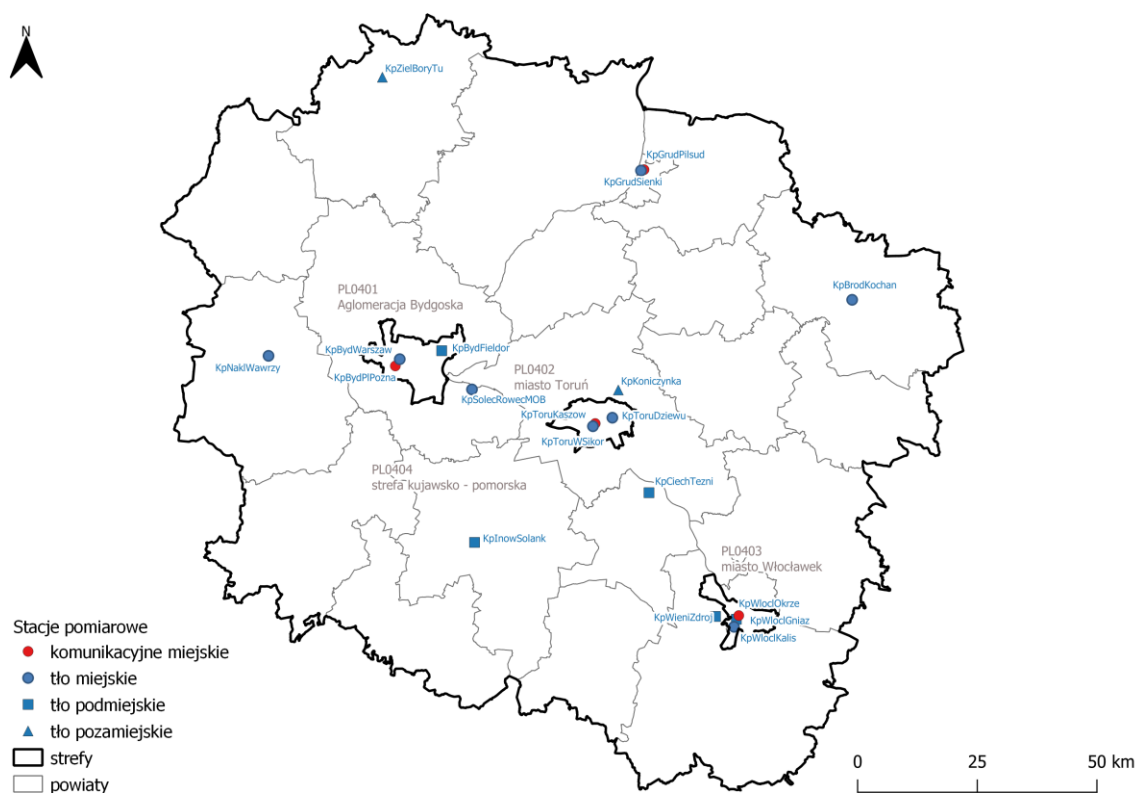 N
KpZielBoryTu
KpGrudPilsud
KpGrudSienki
KpBrodKochan
PL0401
Aglomeracja Bydgoska
KpBydWarszaw
KpBydFieldor
KpNaklWawrzy
KpBydPlPozna
PL0402
miasto Toruń
KpKoniczynka
KpSolecRowecMOB
KpToruKaszow
KpToruDziewu
KpToruWSikor
PL0404
strefa kujawsko - pomorska
KpCiechTezni
KpInowSolank
PL0403
miasto Włocławek
KpWloclOkrze
KpWieniZdroj
KpWloclGniaz
KpWloclKalis
Stacje pomiarowe
komunikacyjne miejskie
tło miejskie
tło podmiejskie
tło pozamiejskie
strefy
powiaty
0 25 50 km